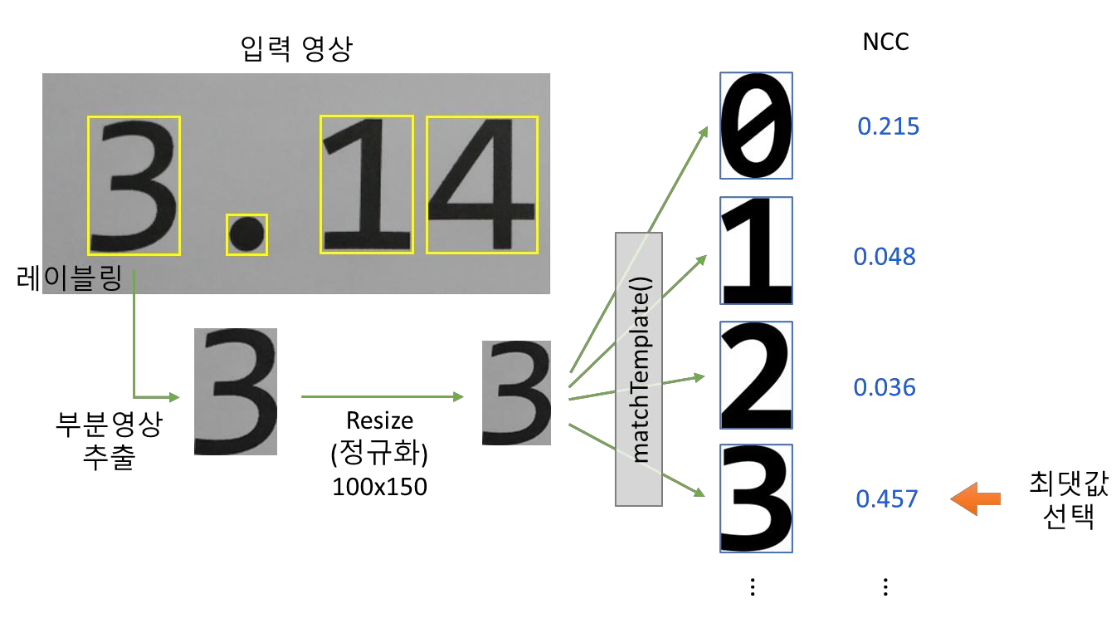 입력 영상
3 . 14
레이블링
부분영상
추출
3
Resize
(정규화)
100x150
3
matchTemplate()
NCC
0 0.215
1 0.048
2 0.036
3 0.457
최댓값
선택
⋮ ⋮